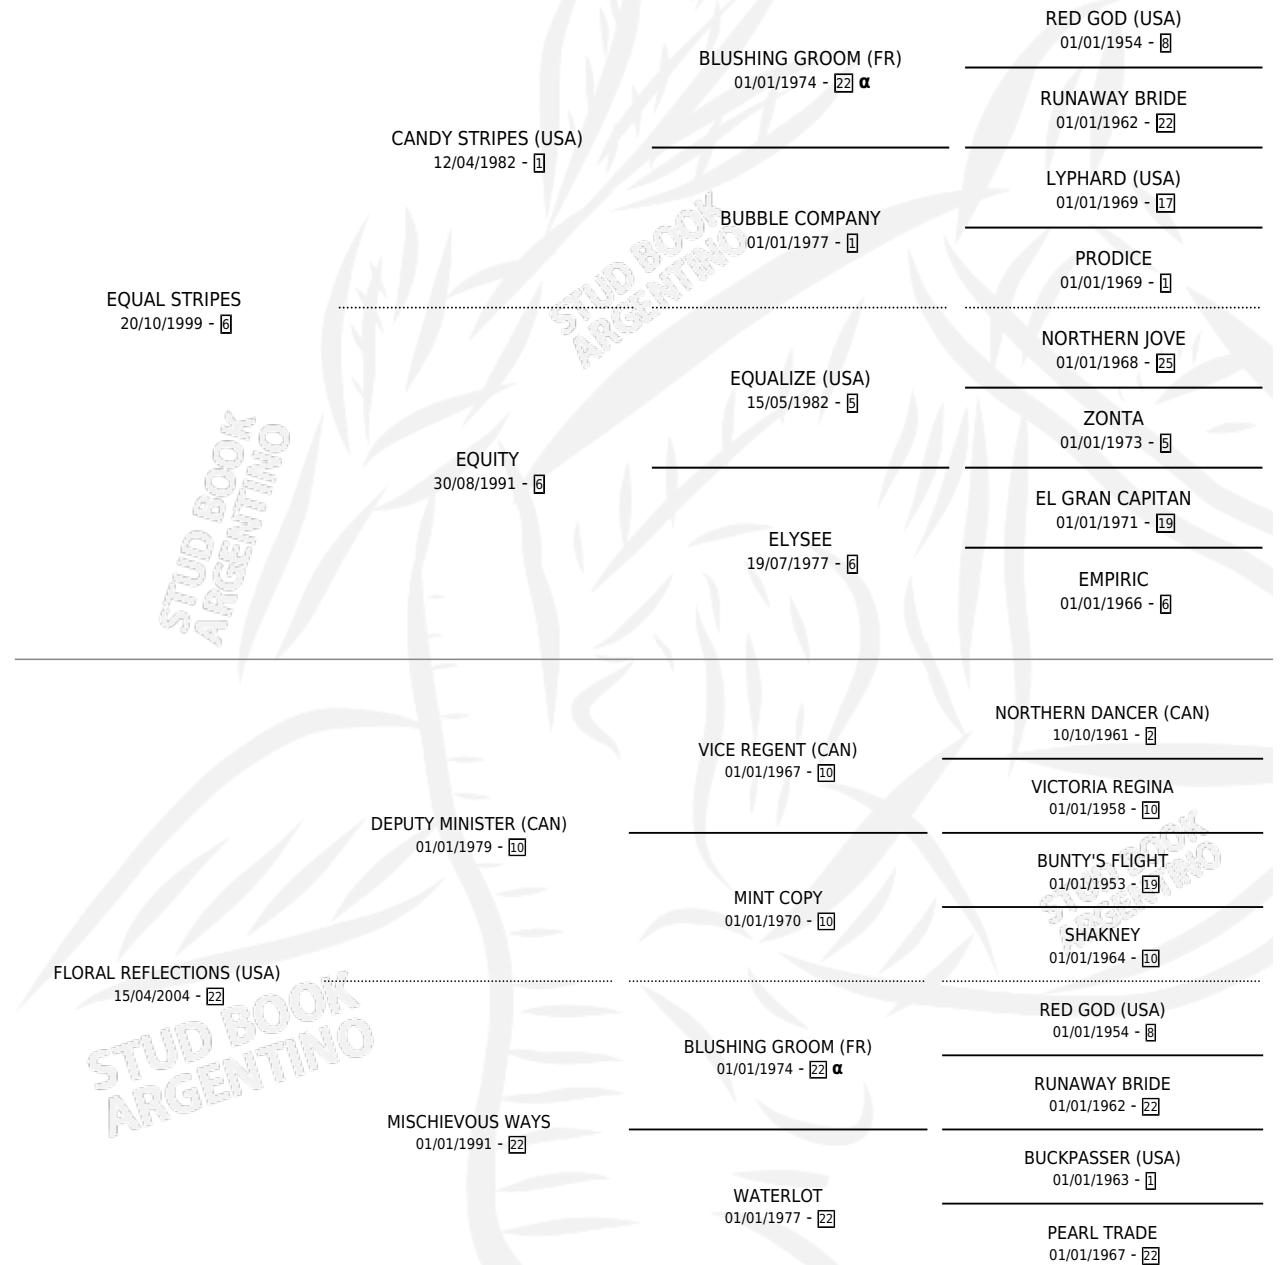 RED GOD (USA)
01/01/1954 - 8
BLUSHING GROOM (FR)
01/01/1974 - 22 α
RUNAWAY BRIDE
01/01/1962 - 22
CANDY STRIPES (USA)
12/04/1982 - 1
LYPHARD (USA)
01/01/1969 - 17
BUBBLE COMPANY
01/01/1977 - 1
PRODICE
01/01/1969 - 1
EQUAL STRIPES
20/10/1999 - 6
STUD BOOK
ARGENTINO
NORTHERN JOVE
01/01/1968 - 25
EQUALIZE (USA)
15/05/1982 - 5
ZONTA
01/01/1973 - 5
EQUITY
30/08/1991 - 6
STUD BOOK
ARGENTINO
EL GRAN CAPITAN
01/01/1971 - 19
ELYSEE
19/07/1977 - 6
EMPIRIC
01/01/1966 - 6
NORTHERN DANCER (CAN)
10/10/1961 - 2
VICE REGENT (CAN)
01/01/1967 - 10
VICTORIA REGINA
01/01/1958 - 10
DEPUTY MINISTER (CAN)
01/01/1979 - 10
BUNTY'S FLIGHT
01/01/1953 - 19
STUD BOOK
ARGENTINO
MINT COPY
01/01/1970 - 10
SHAKNEY
01/01/1964 - 10
FLORAL REFLECTIONS (USA)
15/04/2004 - 22
STUD BOOK
ARGENTINO
RED GOD (USA)
01/01/1954 - 8
BLUSHING GROOM (FR)
01/01/1974 - 22 α
RUNAWAY BRIDE
01/01/1962 - 22
MISCHIEVOUS WAYS
01/01/1991 - 22
BUCKPASSER (USA)
01/01/1963 - 1
WATERLOT
01/01/1977 - 22
PEARL TRADE
01/01/1967 - 22